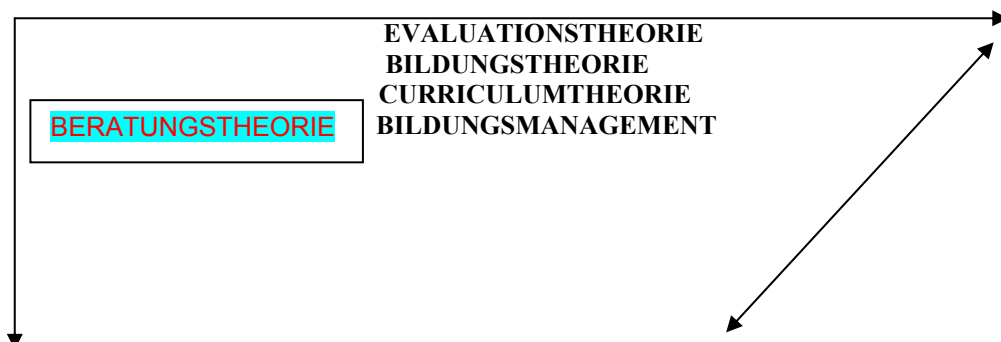 EVALUATIONSTHEORIE
BILDUNGSTHEORIE
CURRICULUMTHEORIE
BERATUNGSTHEORIE BILDUNGSMANAGEMENT